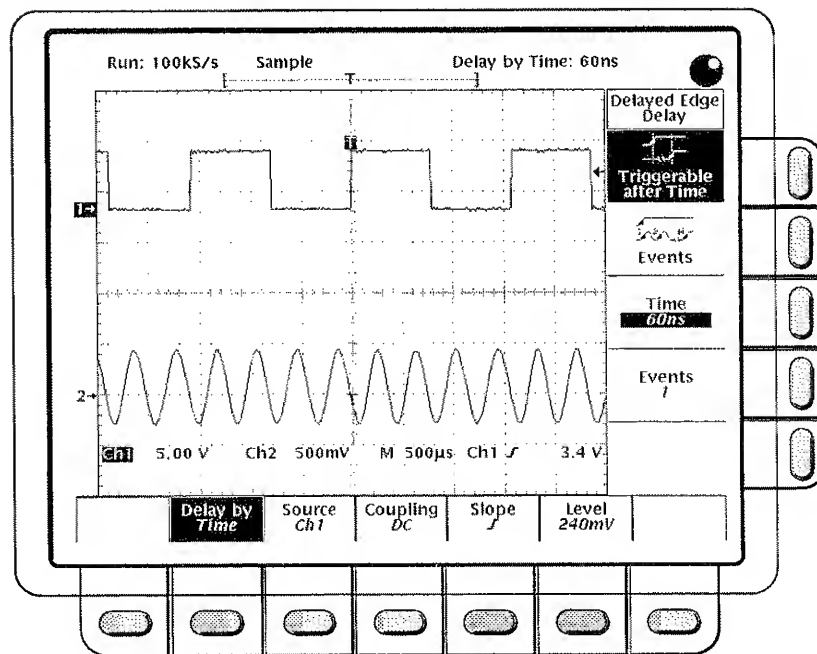 Run: 100kS/s Sample Delay by Time: 60ns
T
Delayed Edge
Delay
T
Triggerable
after Time
1→
Events
Time
60ns
Events
1
2→
Ch1 5.00 V Ch2 500mV M 500µs Ch1 3.4 V
Delay by
Time
Source
Ch1
Coupling
DC
Slope
Level
240mV